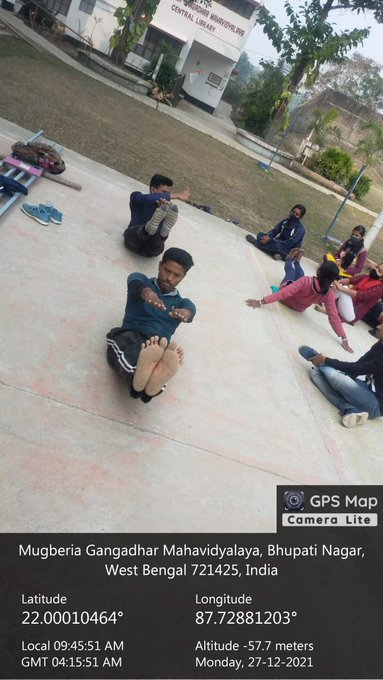 GANGADHAR MAHAVIDYALAYA
CENTRAL LIBRARY
GPS Map
Camera Lite
Mugberia Gangadhar Mahavidyalaya, Bhupati Nagar,
West Bengal 721425, India
Latitude
22.00010464°
Longitude
87.72881203°
Local 09:45:51 AM
GMT 04:15:51 AM
Altitude -57.7 meters
Monday, 27-12-2021